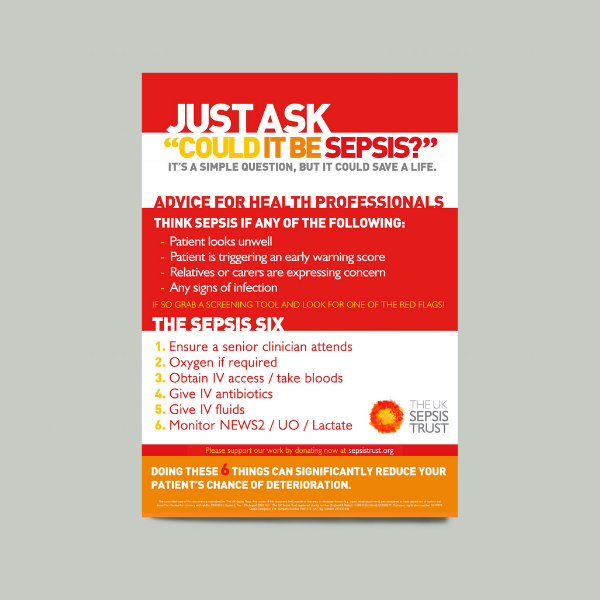 JUST ASK
“COULD IT BE SEPSIS?”
IT'S A SIMPLE QUESTION, BUT IT COULD SAVE A LIFE.
ADVICE FOR HEALTH PROFESSIONALS
THINK SEPSIS IF ANY OF THE FOLLOWING:
- Patient looks unwell
- Patient is triggering an early warning score
- Relatives or carers are expressing concern
- Any signs of infection
IF SO GRAB A SCREENING TOOL AND LOOK FOR ONE OF THE RED FLAGS!
THE SEPSIS SIX
1. Ensure a senior clinician attends
2. Oxygen if required
3. Obtain IV access / take bloods
4. Give IV antibiotics
5. Give IV fluids
6. Monitor NEWS2 / UO / Lactate
THE UK
SEPSIS
TRUST
Please support our work by donating now at sepsistrust.org
DOING THESE 6 THINGS CAN SIGNIFICANTLY REDUCE YOUR
PATIENT'S CHANCE OF DETERIORATION.